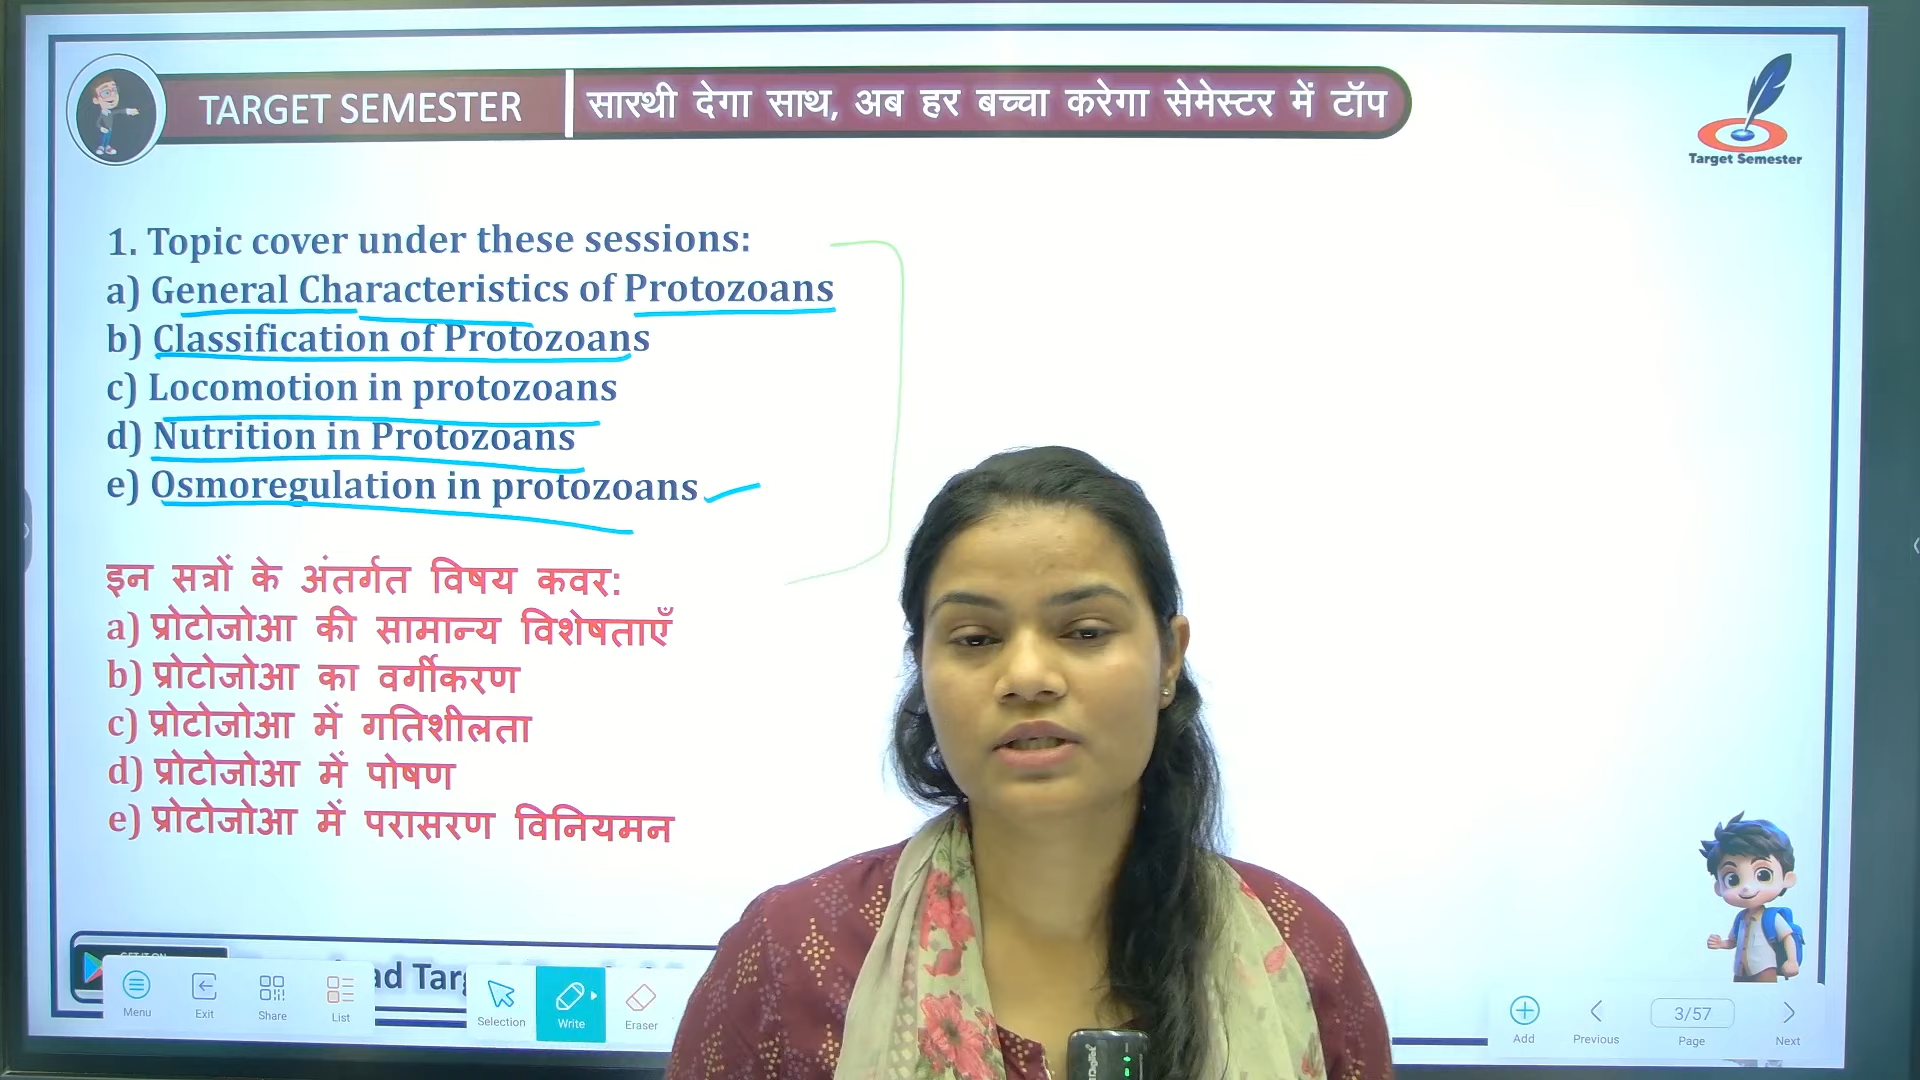 TARGET SEMESTER
सारथी देगा साथ, अब हर बच्चा करेगा सेमेस्टर में टॉप
Target Semester
1. Topic cover under these sessions:
a) General Characteristics of Protozoans
b) Classification of Protozoans
c) Locomotion in protozoans
d) Nutrition in Protozoans
e) Osmoregulation in protozoans
इन सत्रों के अंतर्गत विषय कवर:
a) प्रोटोजोआ की सामान्य विशेषताएँ
b) प्रोटोजोआ का वर्गीकरण
c) प्रोटोजोआ में गतिशीलता
d) प्रोटोजोआ में पोषण
e) प्रोटोजोआ में परासरण विनियमन
Menu
Exit
Share
List
Selection
Write
Eraser
Add
Previous
3/57
Page
Next